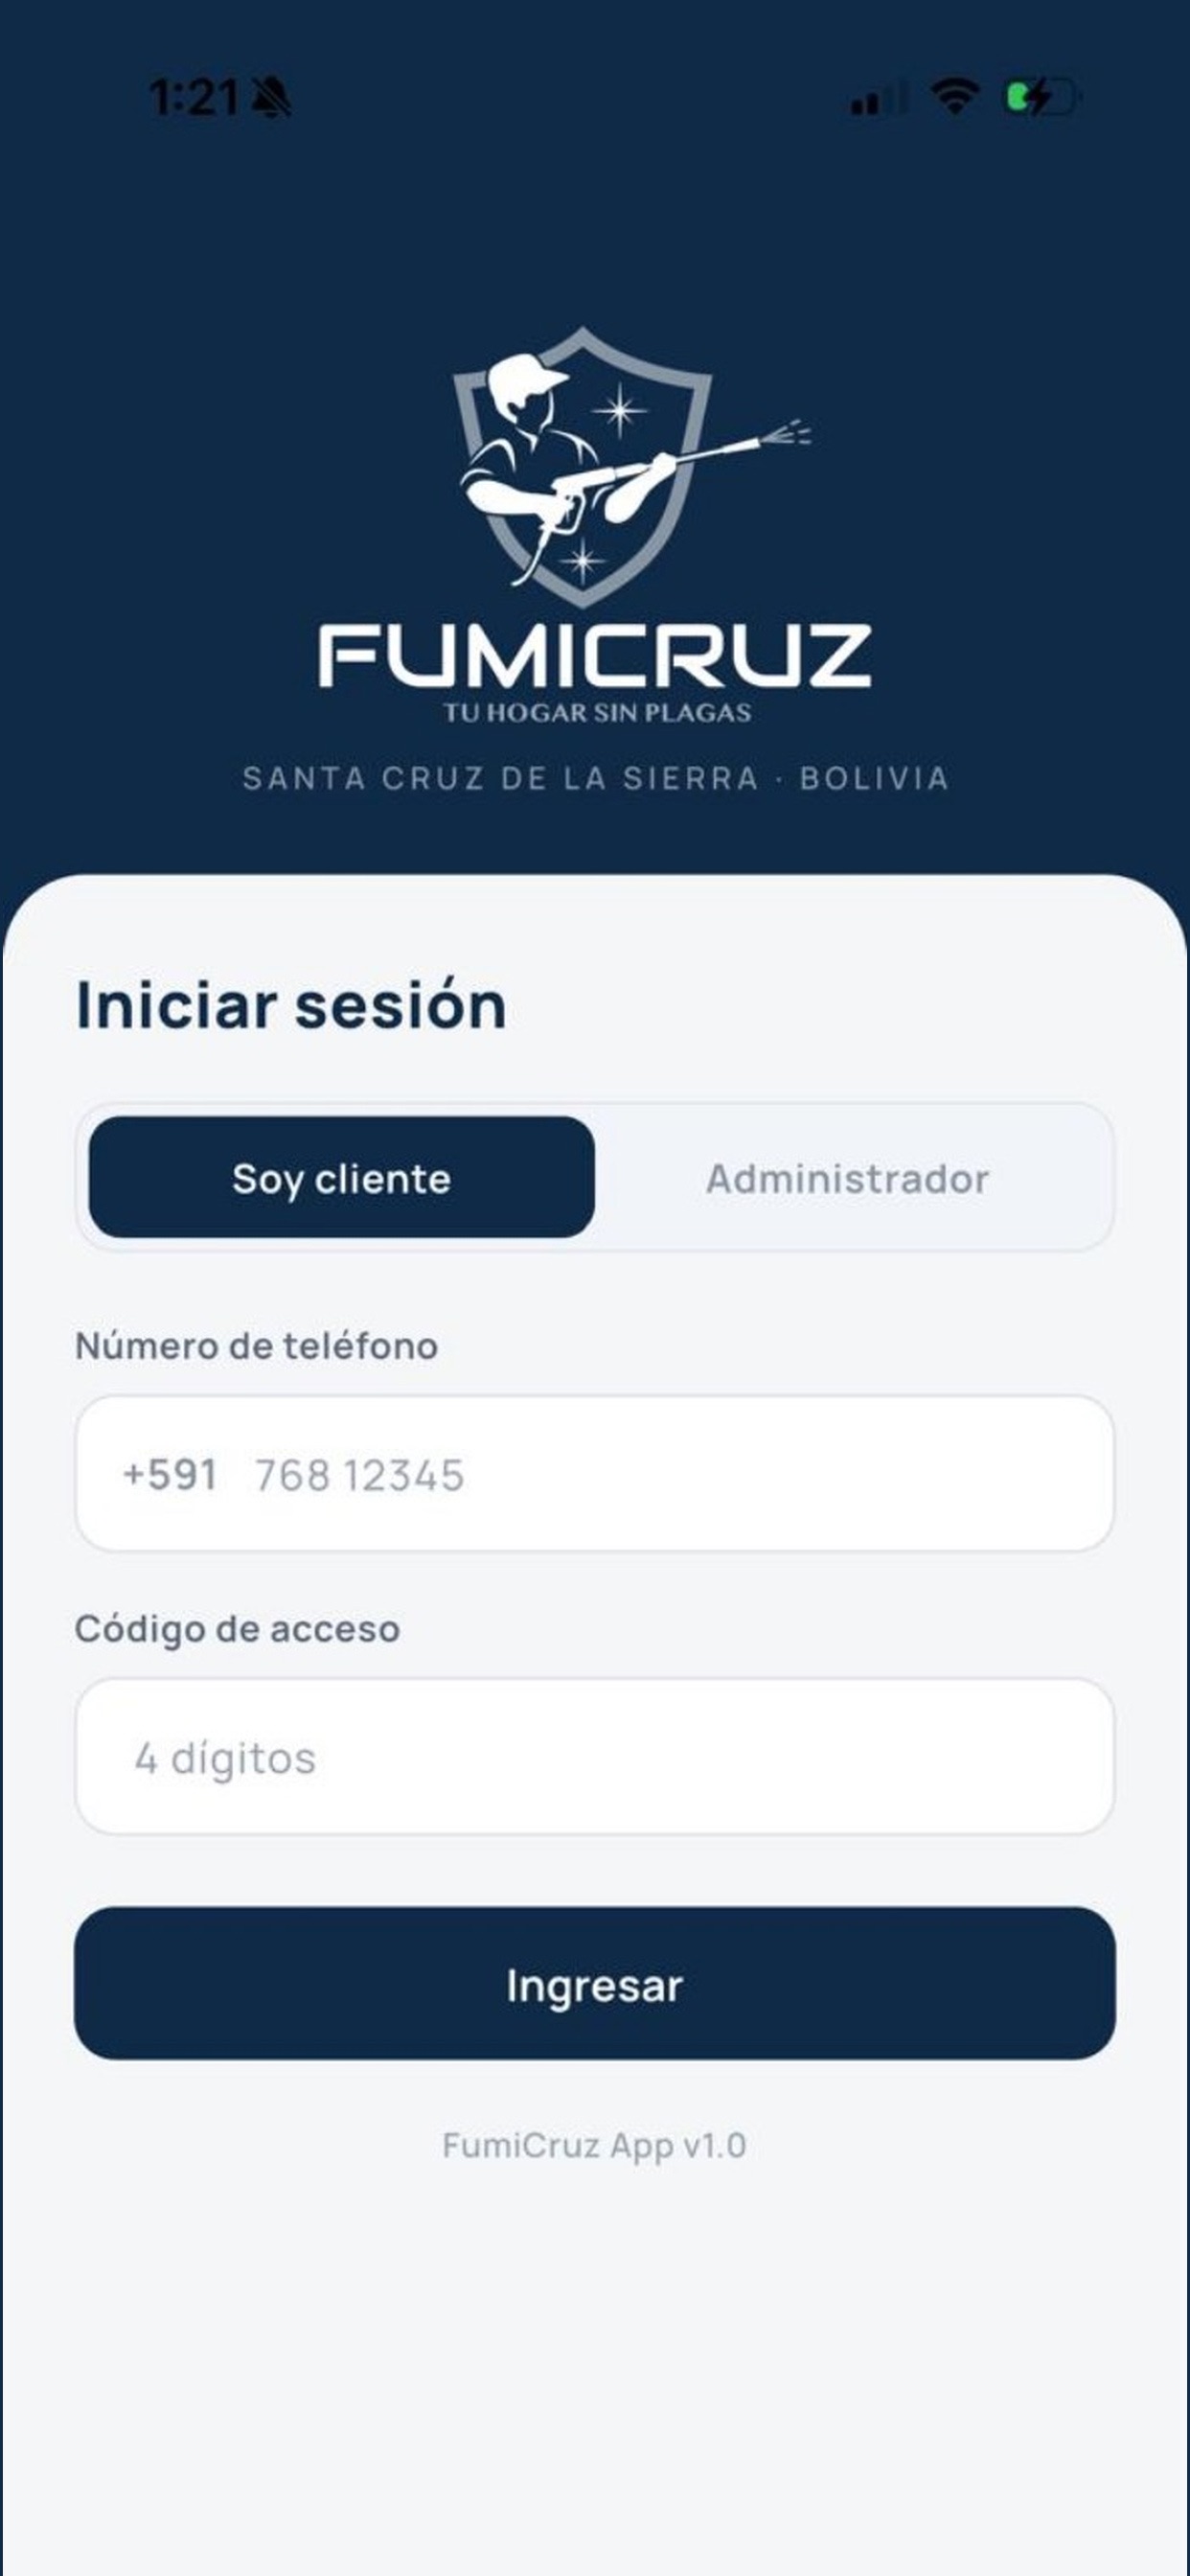 1:21
FUMICRUZ
TU HOGAR SIN PLAGAS
SANTA CRUZ DE LA SIERRA · BOLIVIA
Iniciar sesión
Soy cliente
Administrador
Número de teléfono
+591 768 12345
Código de acceso
4 dígitos
Ingresar
FumiCruz App v1.0